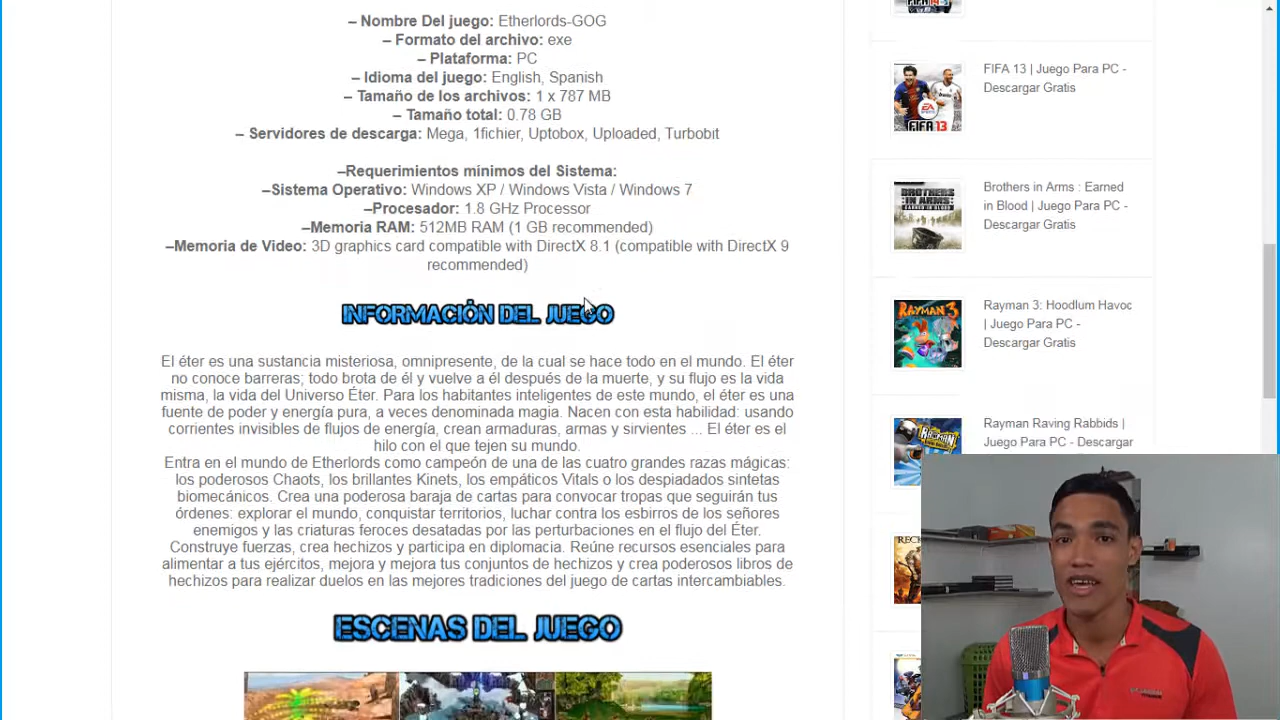 – Nombre Del juego: Etherlords-GOG
– Formato del archivo: exe
– Plataforma: PC
– Idioma del juego: English, Spanish
– Tamaño de los archivos: 1 x 787 MB
– Tamaño total: 0.78 GB
– Servidores de descarga: Mega, 1fichier, Uptobox, Uploaded, Turbobit
–Requerimientos mínimos del Sistema:
–Sistema Operativo: Windows XP / Windows Vista / Windows 7
–Procesador: 1.8 GHz Processor
–Memoria RAM: 512MB RAM (1 GB recommended)
–Memoria de Video: 3D graphics card compatible with DirectX 8.1 (compatible with DirectX 9
recommended)
INFORMACIÓN DEL JUEGO
El éter es una sustancia misteriosa, omnipresente, de la cual se hace todo en el mundo. El éter
no conoce barreras; todo brota de él y vuelve a él después de la muerte, y su flujo es la vida
misma, la vida del Universo Éter. Para los habitantes inteligentes de este mundo, el éter es una
fuente de poder y energía pura, a veces denominada magia. Nacen con esta habilidad: usando
corrientes invisibles de flujos de energía, crean armaduras, armas y sirvientes ... El éter es el
hilo con el que tejen su mundo.
Entra en el mundo de Etherlords como campeón de una de las cuatro grandes razas mágicas:
los poderosos Chaots, los brillantes Kinets, los empáticos Vitals o los despiadados sintetas
biomecánicos. Crea una poderosa baraja de cartas para convocar tropas que seguirán tus
órdenes: explorar el mundo, conquistar territorios, luchar contra los esbirros de los señores
enemigos y las criaturas feroces desatadas por las perturbaciones en el flujo del Éter.
Construye fuerzas, crea hechizos y participa en diplomacia. Reúne recursos esenciales para
alimentar a tus ejércitos, mejora y mejora tus conjuntos de hechizos y crea poderosos libros de
hechizos para realizar duelos en las mejores tradiciones del juego de cartas intercambiables.
ESCENAS DEL JUEGO
FIFA 13 | Juego Para PC -
Descargar Gratis
EA
FIFA 13
Brothers in Arms : Earned
in Blood | Juego Para PC -
Descargar Gratis
BROTHERS
IN ARMS
Rayman 3: Hoodlum Havoc
| Juego Para PC -
Descargar Gratis
RAYMAN 3
Rayman Raving Rabbids |
Juego Para PC - Descargar
RAYMAN